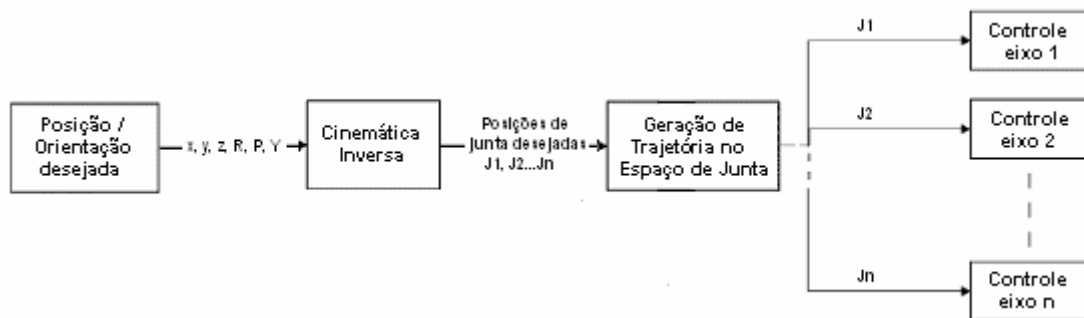 Posição /
Orientação
desejada
x, y, z, R, P, Y
Cinemática
Inversa
Posições de
junta desejadas
J1, J2...Jn
Geração de
Trajetória no
Espaço de Junta
J1
Controle
eixo 1
J2
Controle
eixo 2
Jn
Controle
eixo n